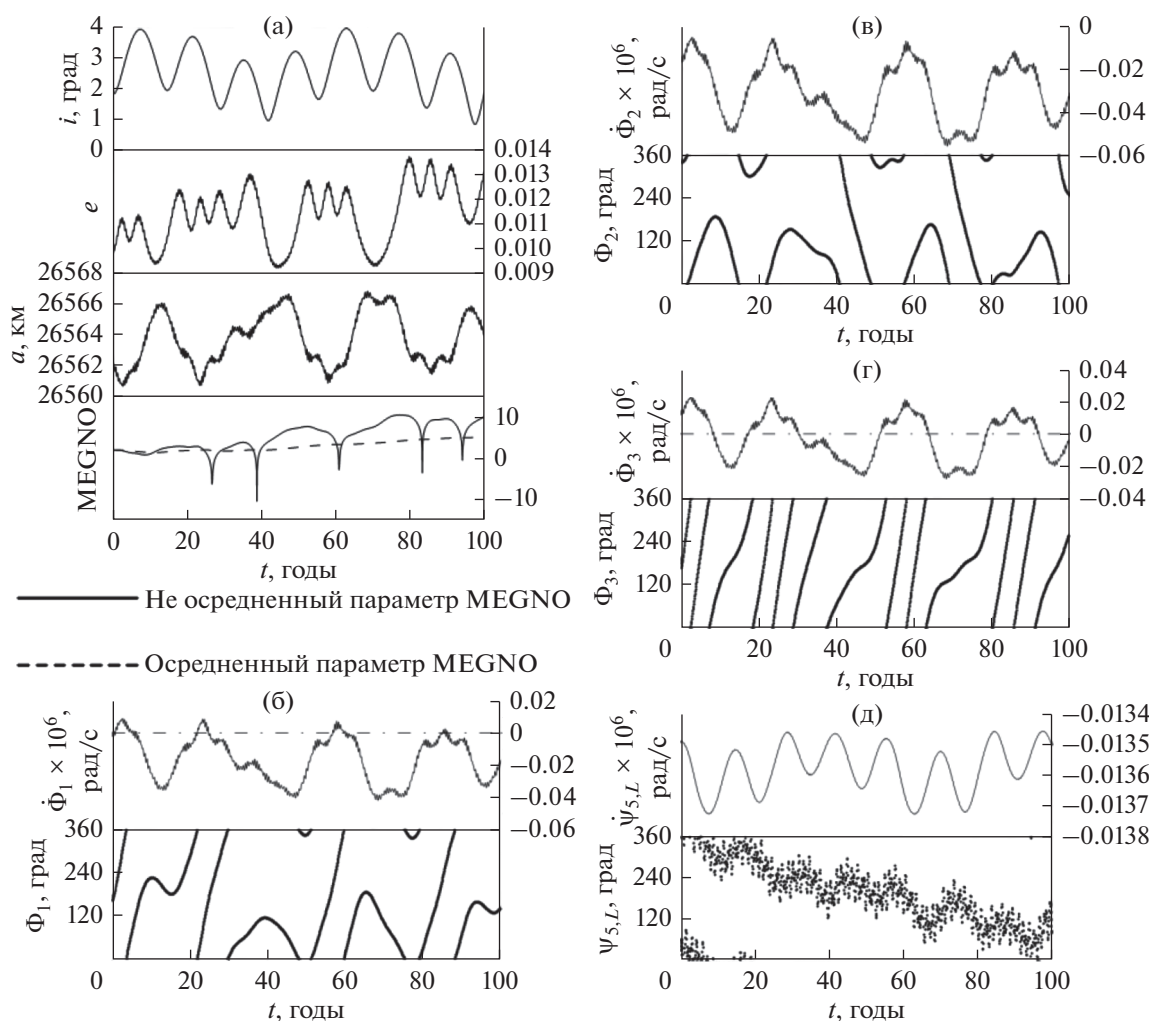 (а)
i, град
4
3
2
1
0
e
0.014
0.013
0.012
0.011
0.010
0.009
a, км
26568
26566
26564
26562
26560
MEGNO
10
0
−10
0 20 40 60 80 100
t, годы
Не осредненный параметр MEGNO
Осредненный параметр MEGNO
(б)
Φ̇₁ × 10⁶,
рад/с
0.02
0
−0.02
−0.04
−0.06
Φ₁, град
360
240
120
0 20 40 60 80 100
t, годы
(в)
Φ̇₂ × 10⁶,
рад/с
0
−0.02
−0.04
−0.06
Φ₂, град
360
240
120
0 20 40 60 80 100
t, годы
(г)
Φ̇₃ × 10⁶,
рад/с
0.04
0.02
0
−0.02
−0.04
Φ₃, град
360
240
120
0 20 40 60 80 100
t, годы
(д)
ψ̇₅,L × 10⁶,
рад/с
−0.0134
−0.0135
−0.0136
−0.0137
−0.0138
ψ₅,L, град
360
240
120
0 20 40 60 80 100
t, годы